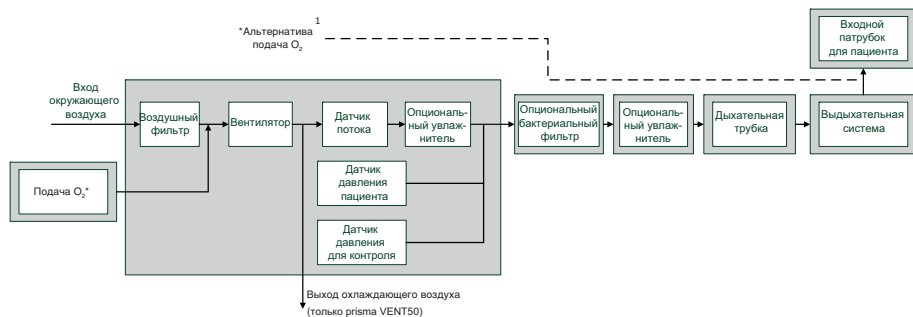 *Альтернатива 1
подача O₂
Входной
патрубок
для пациента
Вход
окружающего
воздуха
Воздушный
фильтр
Вентилятор
Датчик
потока
Опциональ-
ный увлаж-
нитель
Опциональный
бактериальный
фильтр
Опциональ-
ный увлаж-
нитель
Дыхательная
трубка
Выдыхательная
система
Подача O₂*
Датчик
давления
пациента
Датчик
давления
для контроля
Выход охлаждающего воздуха
(только prisma VENT50)